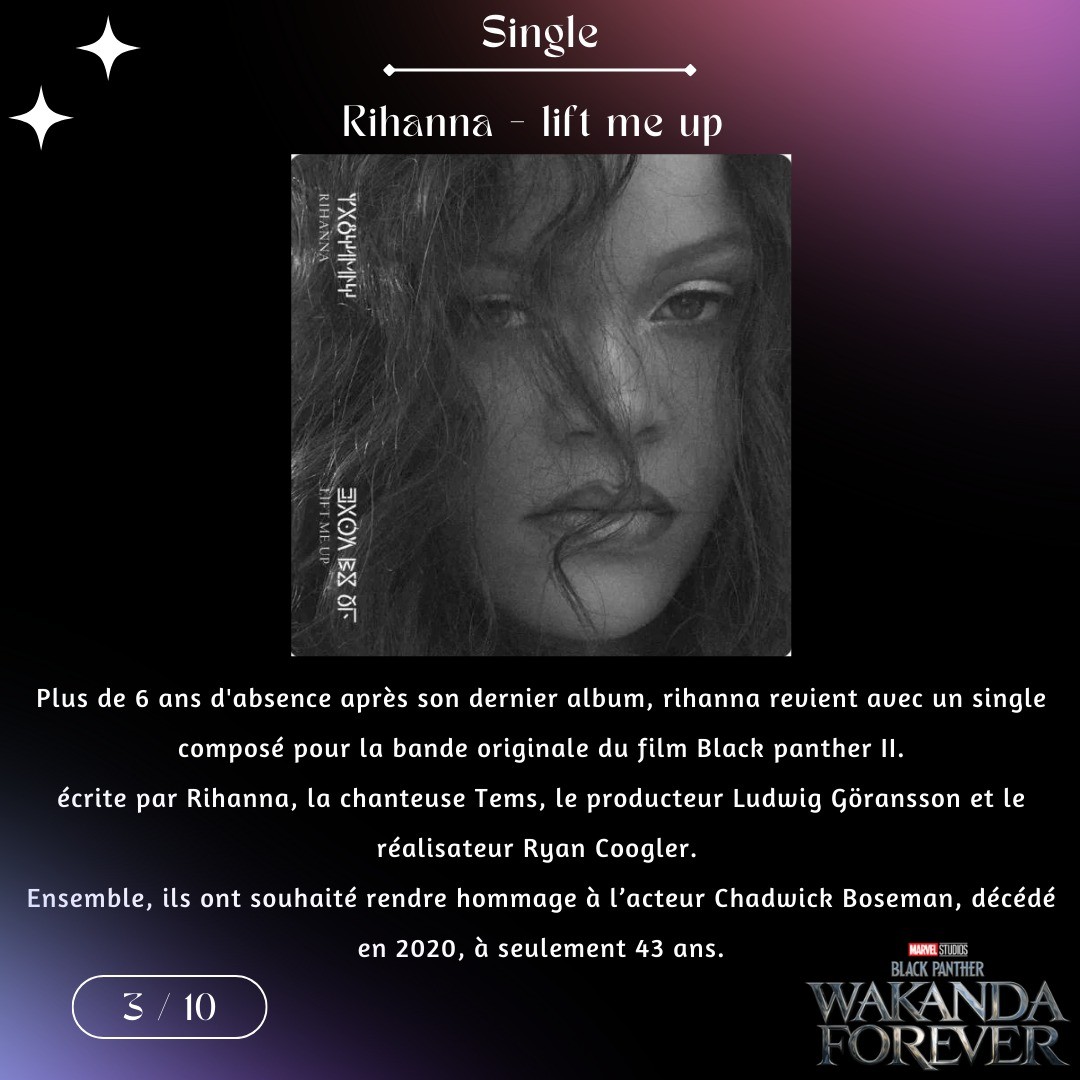 Single
Rihanna - lift me up
RIHANNA
LIFT ME UP
Plus de 6 ans d'absence après son dernier album, rihanna revient avec un single
composé pour la bande originale du film Black panther II.
écrite par Rihanna, la chanteuse Tems, le producteur Ludwig Göransson et le
réalisateur Ryan Coogler.
Ensemble, ils ont souhaité rendre hommage à l’acteur Chadwick Boseman, décédé
en 2020, à seulement 43 ans.
MARVEL STUDIOS
BLACK PANTHER
WAKANDA
FOREVER
3 / 10